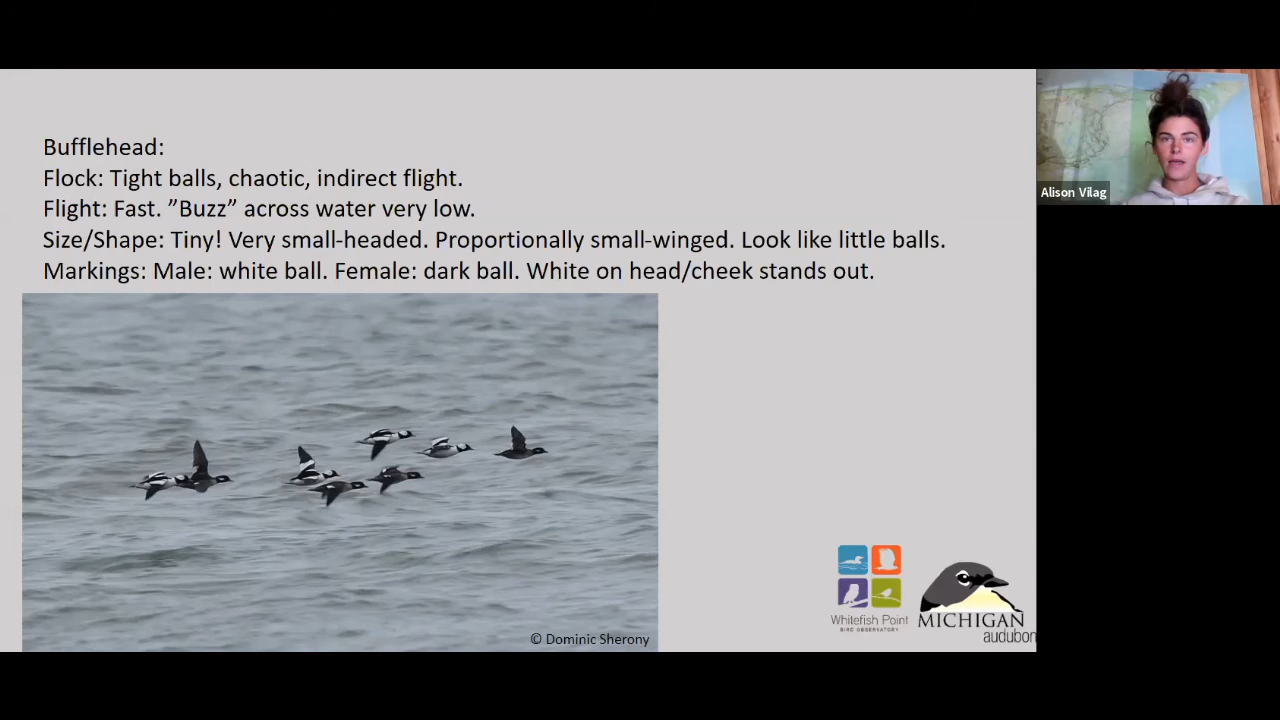 Bufflehead:
Flock: Tight balls, chaotic, indirect flight.
Flight: Fast. ”Buzz” across water very low.
Size/Shape: Tiny! Very small-headed. Proportionally small-winged. Look like little balls.
Markings: Male: white ball. Female: dark ball. White on head/cheek stands out.
Alison Vilag
© Dominic Sherony
Whitefish Point
BIRD OBSERVATORY
MICHIGAN
audubon